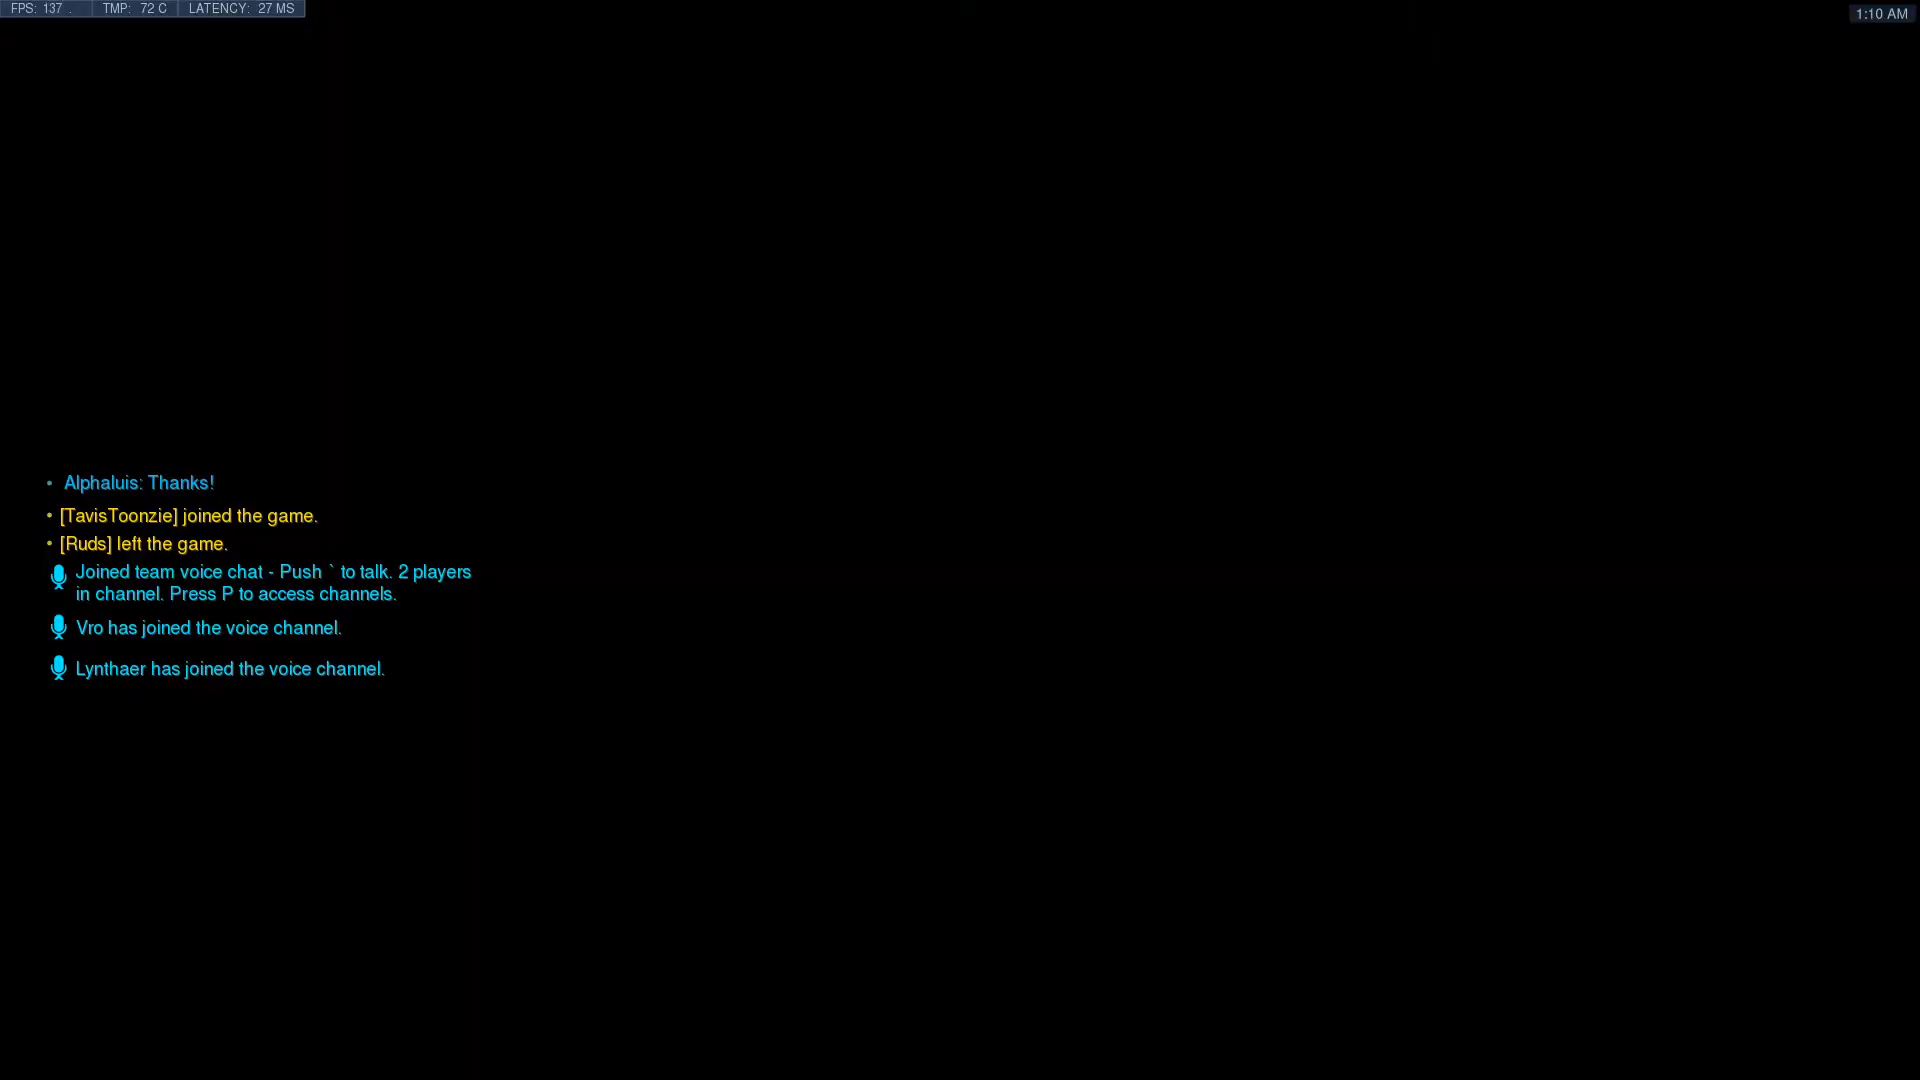 FPS: 137 . TMP: 72 C LATENCY: 27 MS
1:10 AM
• Alphaluis: Thanks!
• [TavisToonzie] joined the game.
• [Ruds] left the game.
Joined team voice chat - Push ` to talk. 2 players
in channel. Press P to access channels.
Vro has joined the voice channel.
Lynthaer has joined the voice channel.